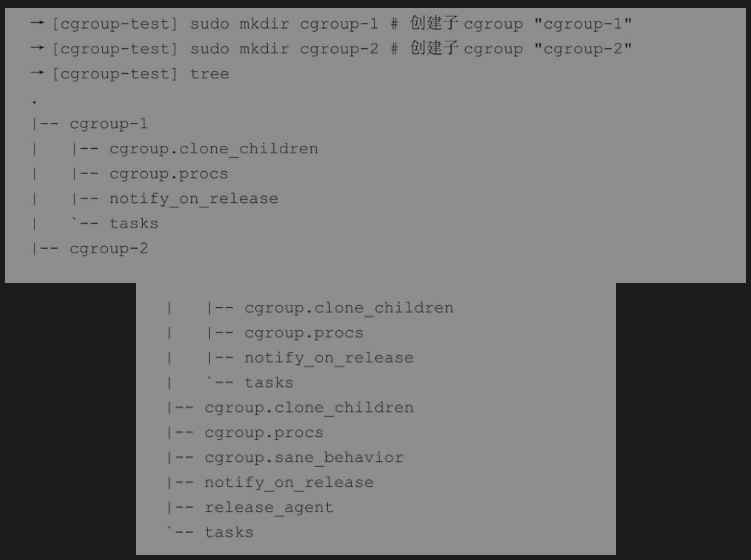 → [cgroup-test] sudo mkdir cgroup-1 # 创建子 cgroup "cgroup-1"
→ [cgroup-test] sudo mkdir cgroup-2 # 创建子 cgroup "cgroup-2"
→ [cgroup-test] tree
.
|-- cgroup-1
|   |-- cgroup.clone_children
|   |-- cgroup.procs
|   |-- notify_on_release
|   `-- tasks
|-- cgroup-2
|   |-- cgroup.clone_children
|   |-- cgroup.procs
|   |-- notify_on_release
|   `-- tasks
|-- cgroup.clone_children
|-- cgroup.procs
|-- cgroup.sane_behavior
|-- notify_on_release
|-- release_agent
`-- tasks